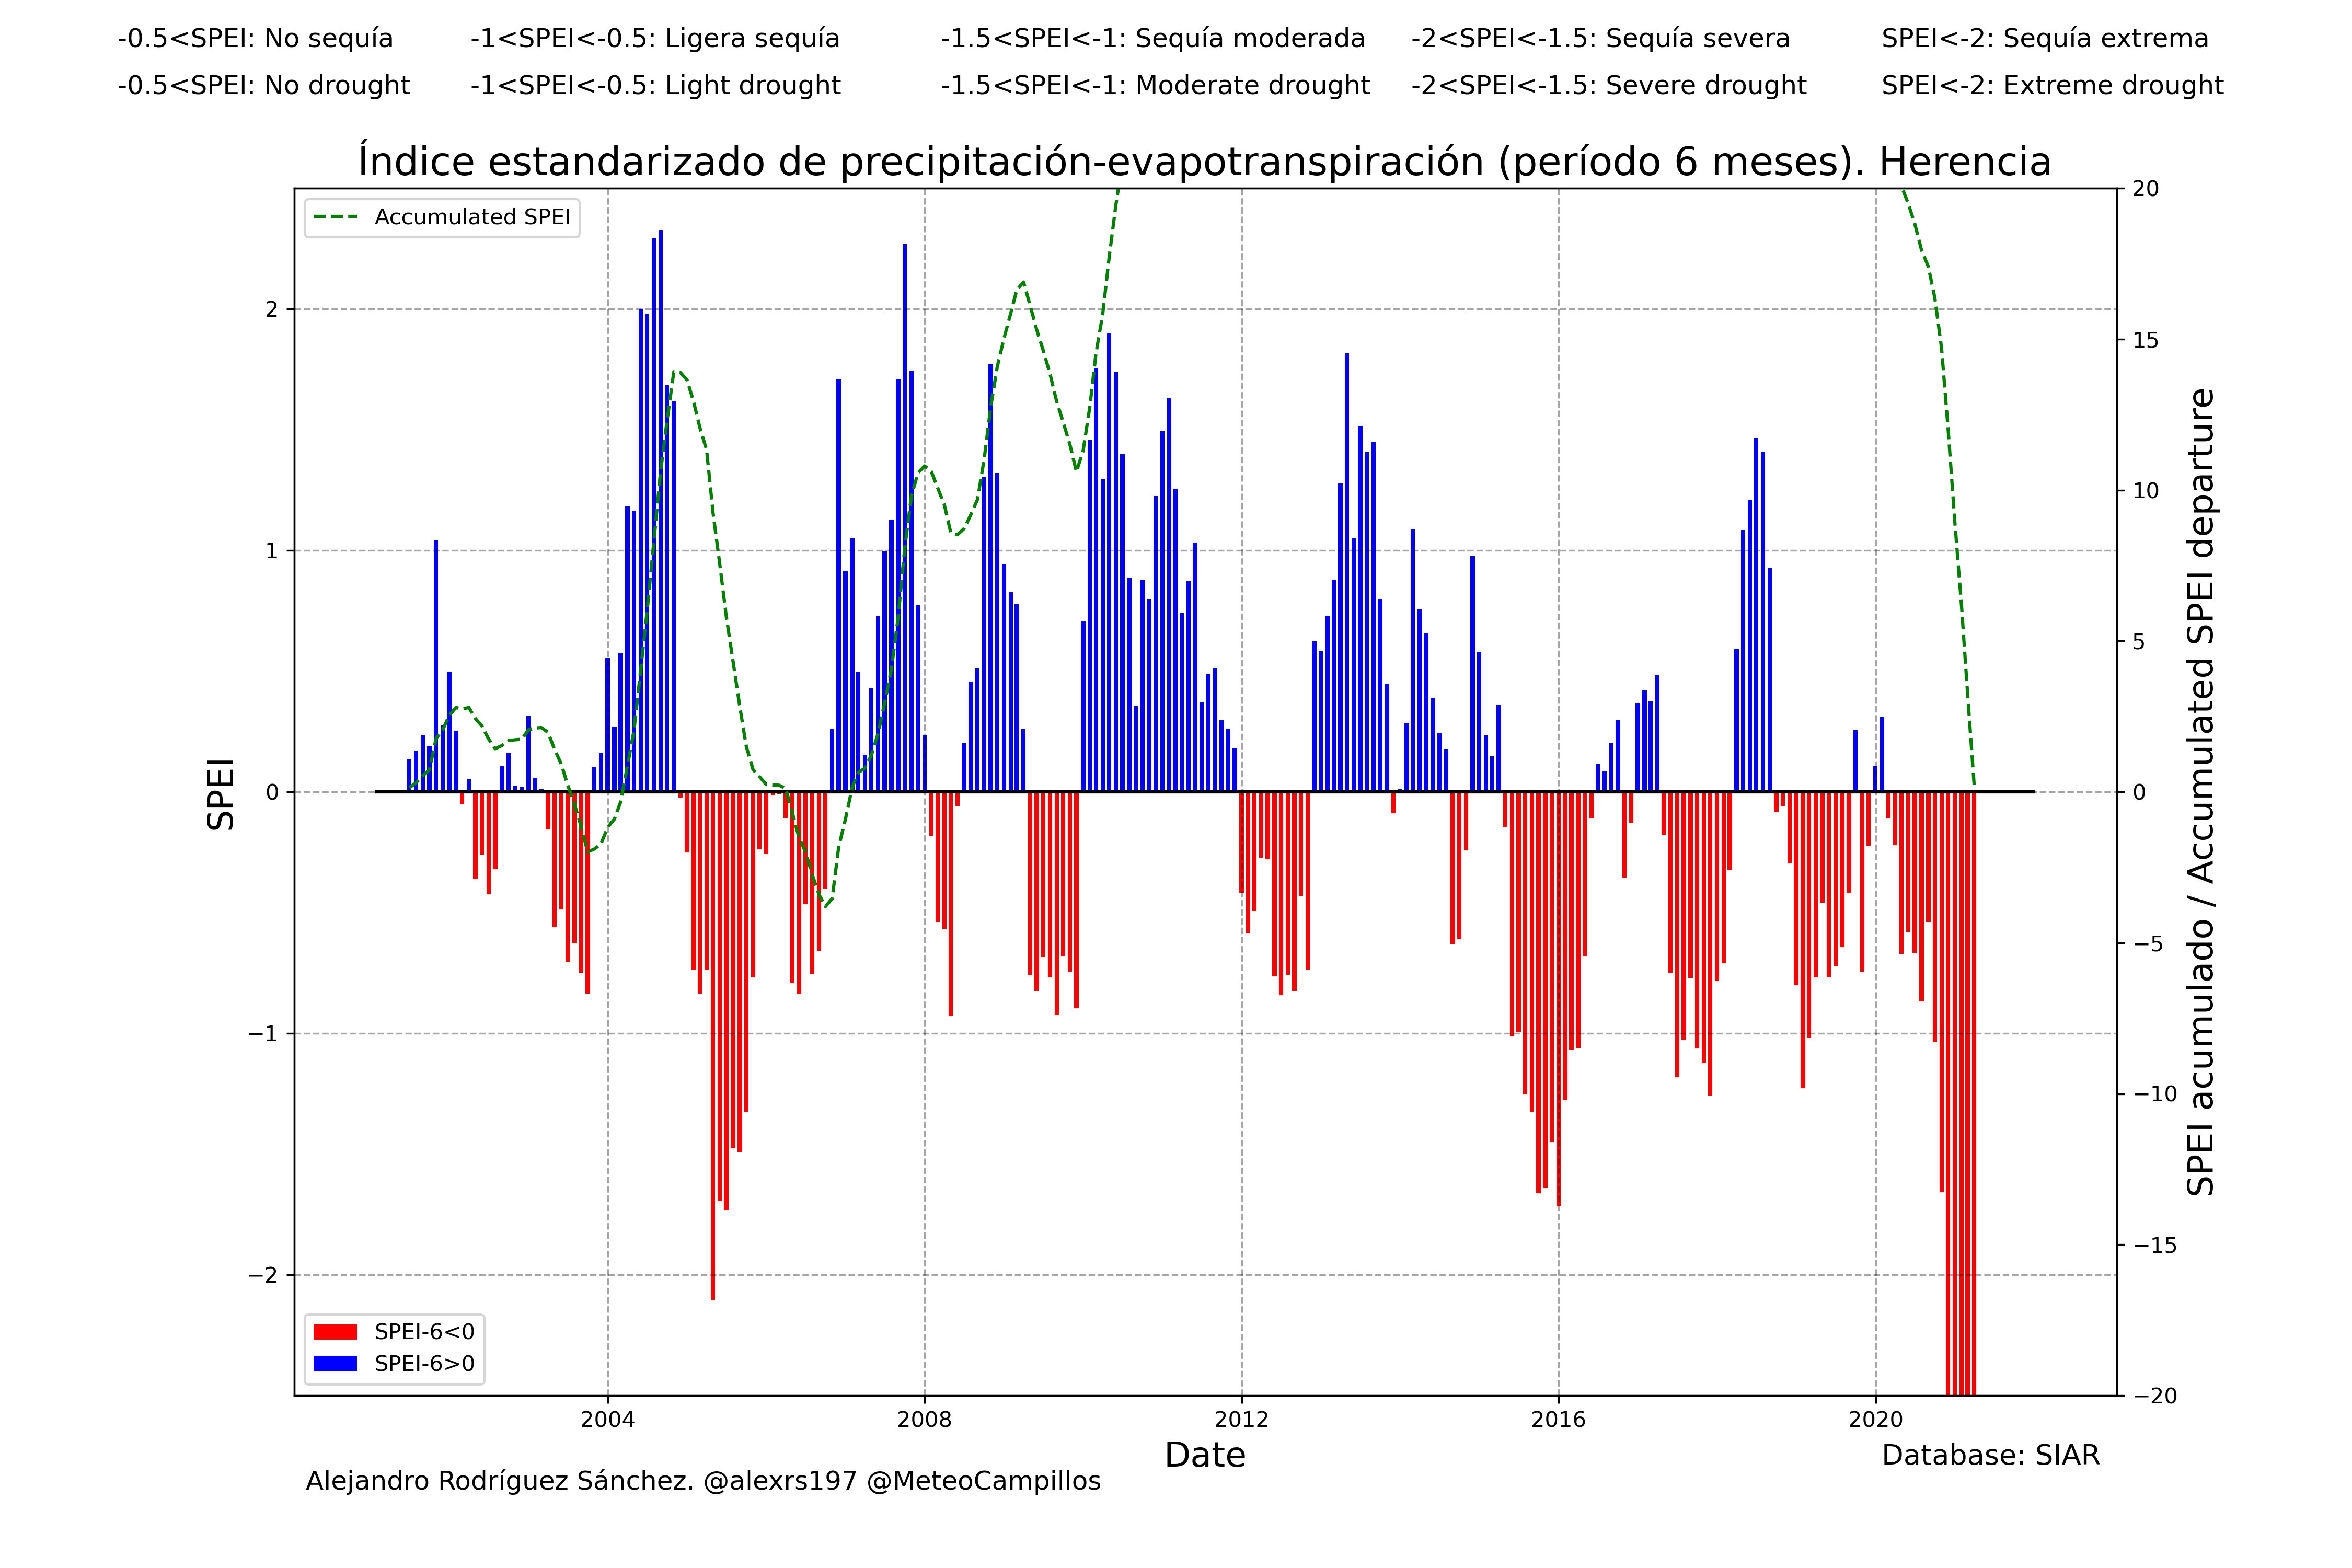 -0.5<SPEI: No sequía -1<SPEI<-0.5: Ligera sequía -1.5<SPEI<-1: Sequía moderada -2<SPEI<-1.5: Sequía severa SPEI<-2: Sequía extrema
-0.5<SPEI: No drought -1<SPEI<-0.5: Light drought -1.5<SPEI<-1: Moderate drought -2<SPEI<-1.5: Severe drought SPEI<-2: Extreme drought
Índice estandarizado de precipitación-evapotranspiración (período 6 meses). Herencia
Accumulated SPEI
2
1
0
−1
−2
SPEI
20
15
10
5
0
−5
−10
−15
−20
SPEI acumulado / Accumulated SPEI departure
SPEI-6<0
SPEI-6>0
2004 2008 2012 2016 2020
Date
Database: SIAR
Alejandro Rodríguez Sánchez. @alexrs197 @MeteoCampillos